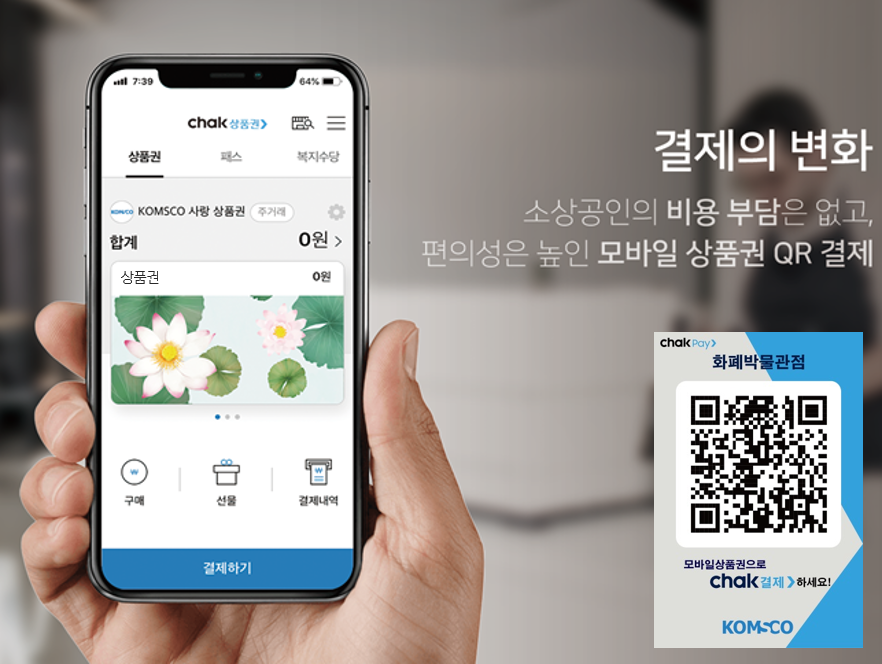 7:39
64%
chak 상품권
상품권 패스 복지수당
KOMSCO KOMSCO 사랑 상품권 주거래
합계 0원
상품권 0원
구매 선물 결제내역
결제하기
결제의 변화
소상공인의 비용 부담은 없고,
편의성은 높인 모바일 상품권 QR 결제
chak Pay
화폐박물관점
모바일상품권으로
chak 결제 하세요!
KOMSCO